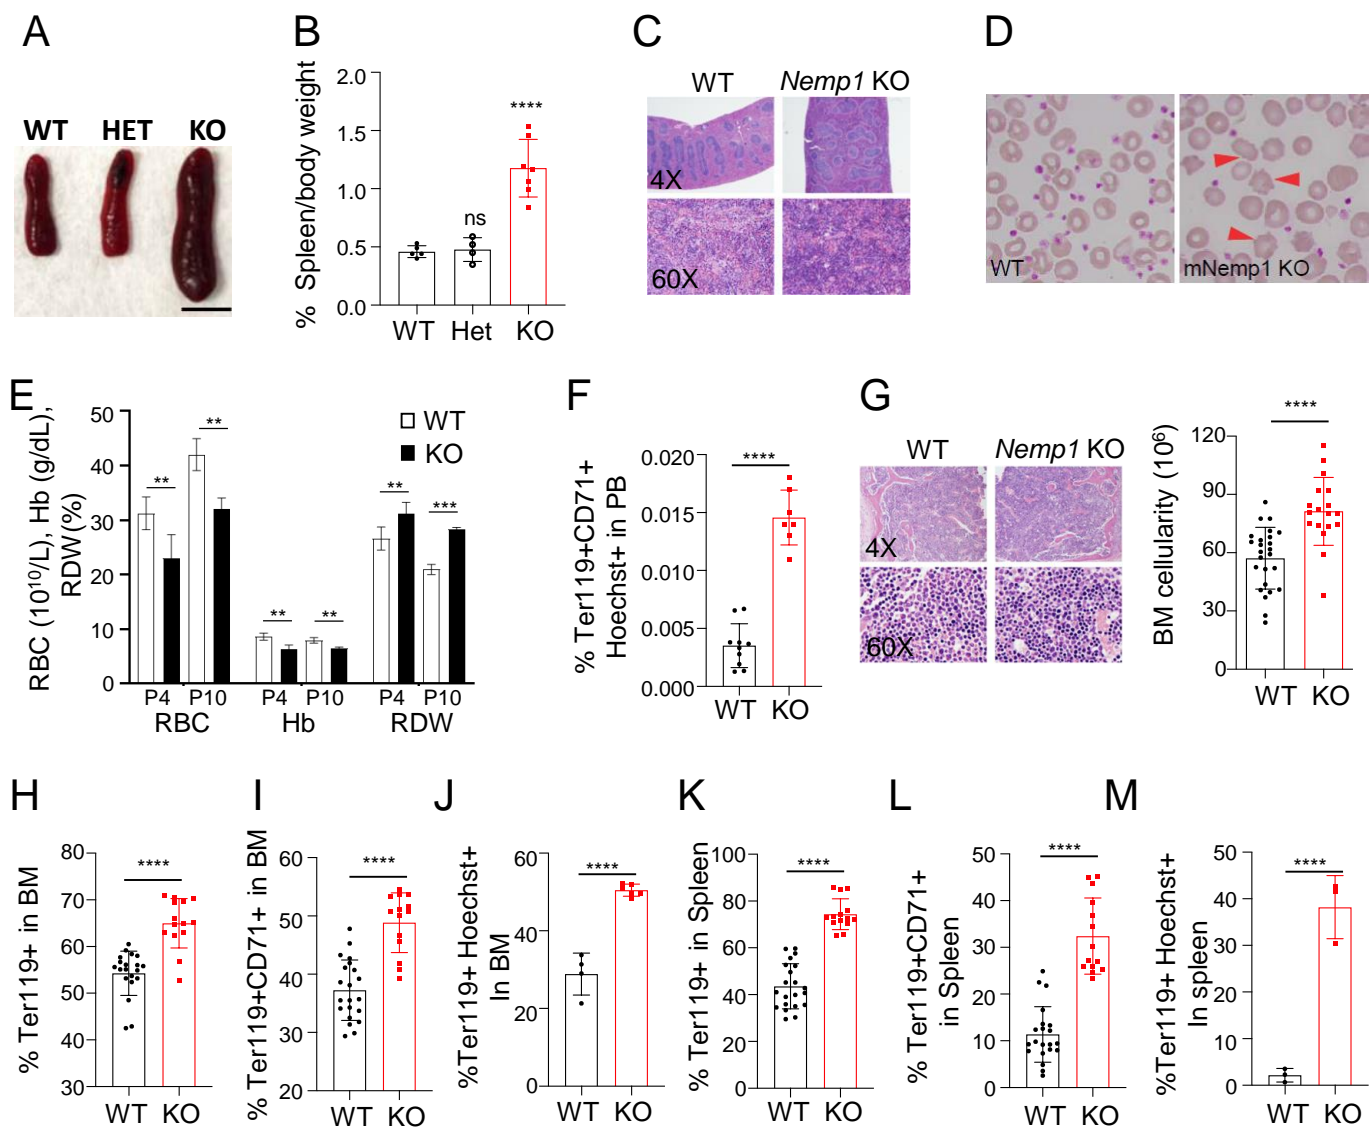 A
WT HET KO
B
% Spleen/body weight
2.0
1.5
1.0
0.5
0.0
****
ns
WT Het KO
C
WT Nemp1 KO
4X
60X
D
WT
mNemp1 KO
E
RBC (10¹⁰/L), Hb (g/dL),
RDW (%)
50
40
30
20
10
0
WT
KO
** ** ** ** ** ***
P4 P10 P4 P10 P4 P10
RBC Hb RDW
F
% Ter119+CD71+
Hoechst+ in PB
0.020
0.015
0.010
0.005
0.000
****
WT KO
G
WT Nemp1 KO
4X
60X
BM cellularity (10⁶)
120
90
60
30
0
****
WT KO
H
% Ter119+ in BM
80
70
60
50
40
30
****
WT KO
I
% Ter119+CD71+ in BM
60
50
40
30
20
****
WT KO
J
%Ter119+ Hoechst+
In BM
60
40
20
0
****
WT KO
K
% Ter119+ in Spleen
100
80
60
40
20
0
****
WT KO
L
% Ter119+CD71+
in Spleen
50
40
30
20
10
0
****
WT KO
M
%Ter119+ Hoechst+
In spleen
50
40
30
20
10
0
****
WT KO